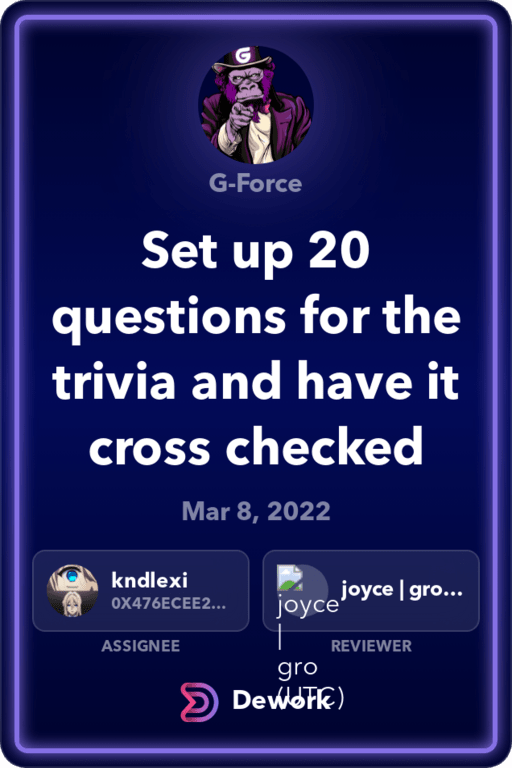 G
G-Force
Set up 20
questions for the
trivia and have it
cross checked
Mar 8, 2022
kndlexi
0X476ECEE2...
joyce | gro...
joyce
|
gro
(UTC)
ASSIGNEE
REVIEWER
Dework